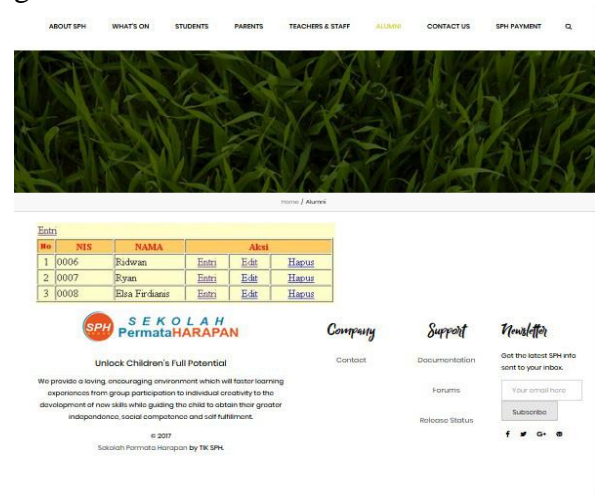 ABOUT SPH WHAT'S ON STUDENTS PARENTS TEACHERS & STAFF ALUMNI CONTACT US SPH PAYMENT
Home / Alumni
Entri
No NIS NAMA Aksi
1 0006 Ridwan Entri Edit Hapus
2 0007 Ryan Entri Edit Hapus
3 0008 Elsa Firdianis Entri Edit Hapus
SPH SEKOLAH
PermataHARAPAN
Unlock Children's Full Potential
We provide a loving, encouraging environment which will foster learning
experiences from group participation to individual creativity to the
development of new skills while guiding the child to obtain their greater
independence, social competence and self fulfillment.
© 2017
Sekolah Permata Harapan by TIK SPH.
Company
Contact
Support
Documentation
Forums
Release Status
Newsletter
Get the latest SPH info
sent to your inbox.
Your email here
Subscribe